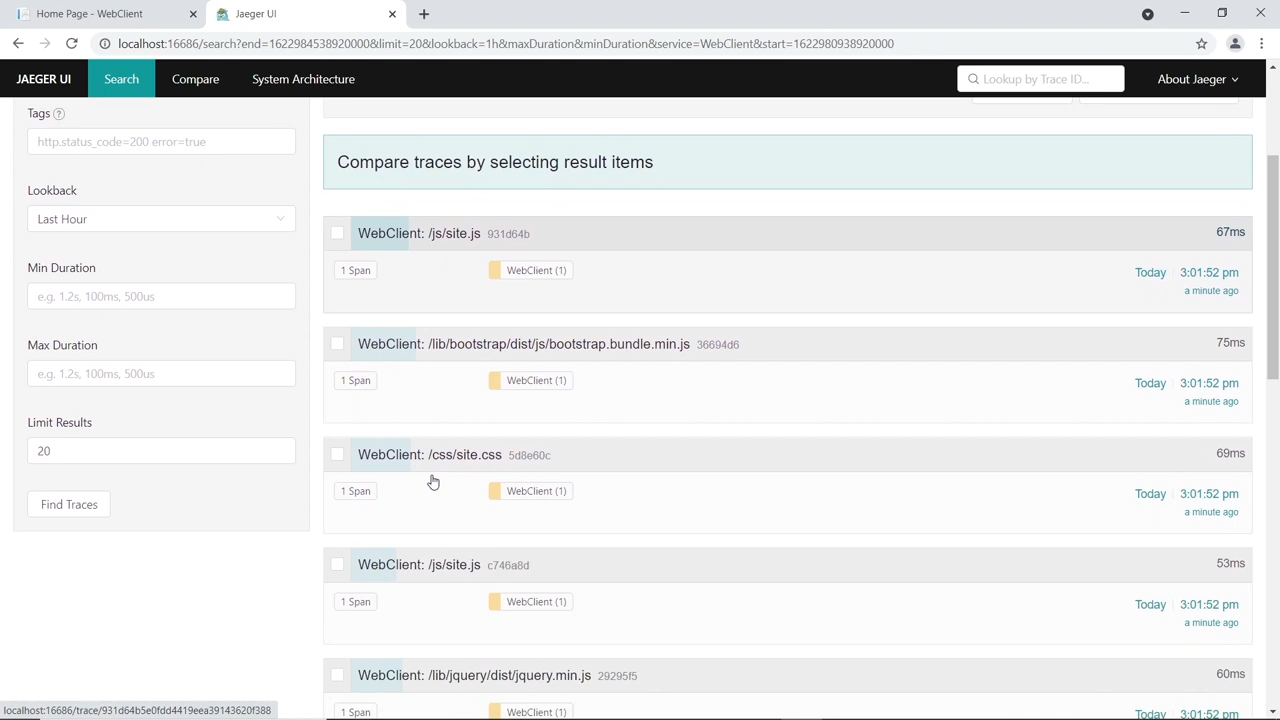 Home Page - WebClient
Jaeger UI
localhost:16686/search?end=1622984538920000&limit=20&lookback=1h&maxDuration&minDuration&service=WebClient&start=1622980938920000
JAEGER UI
Search
Compare
System Architecture
Lookup by Trace ID...
About Jaeger
Tags
http.status_code=200 error=true
Lookback
Last Hour
Min Duration
e.g. 1.2s, 100ms, 500us
Max Duration
e.g. 1.2s, 100ms, 500us
Limit Results
20
Find Traces
Compare traces by selecting result items
WebClient: /js/site.js 931d64b 67ms
1 Span WebClient (1) Today 3:01:52 pm
a minute ago
WebClient: /lib/bootstrap/dist/js/bootstrap.bundle.min.js 36694d6 75ms
1 Span WebClient (1) Today 3:01:52 pm
a minute ago
WebClient: /css/site.css 5d8e60c 69ms
1 Span WebClient (1) Today 3:01:52 pm
a minute ago
WebClient: /js/site.js c746a8d 53ms
1 Span WebClient (1) Today 3:01:52 pm
a minute ago
WebClient: /lib/jquery/dist/jquery.min.js 29295f5 60ms
1 Span WebClient (1) Today 3:01:52 pm
localhost:16686/trace/931d64b5e0fdd4419eea39143620f388